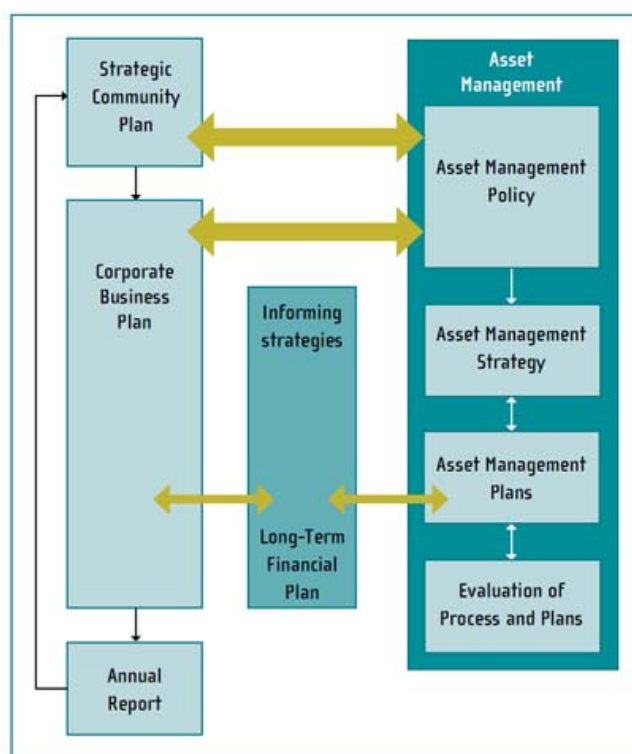 Strategic
Community
Plan
Corporate
Business
Plan
Annual
Report
Informing
strategies
Long-Term
Financial
Plan
Asset
Management
Asset Management
Policy
Asset Management
Strategy
Asset Management
Plans
Evaluation of
Process and Plans